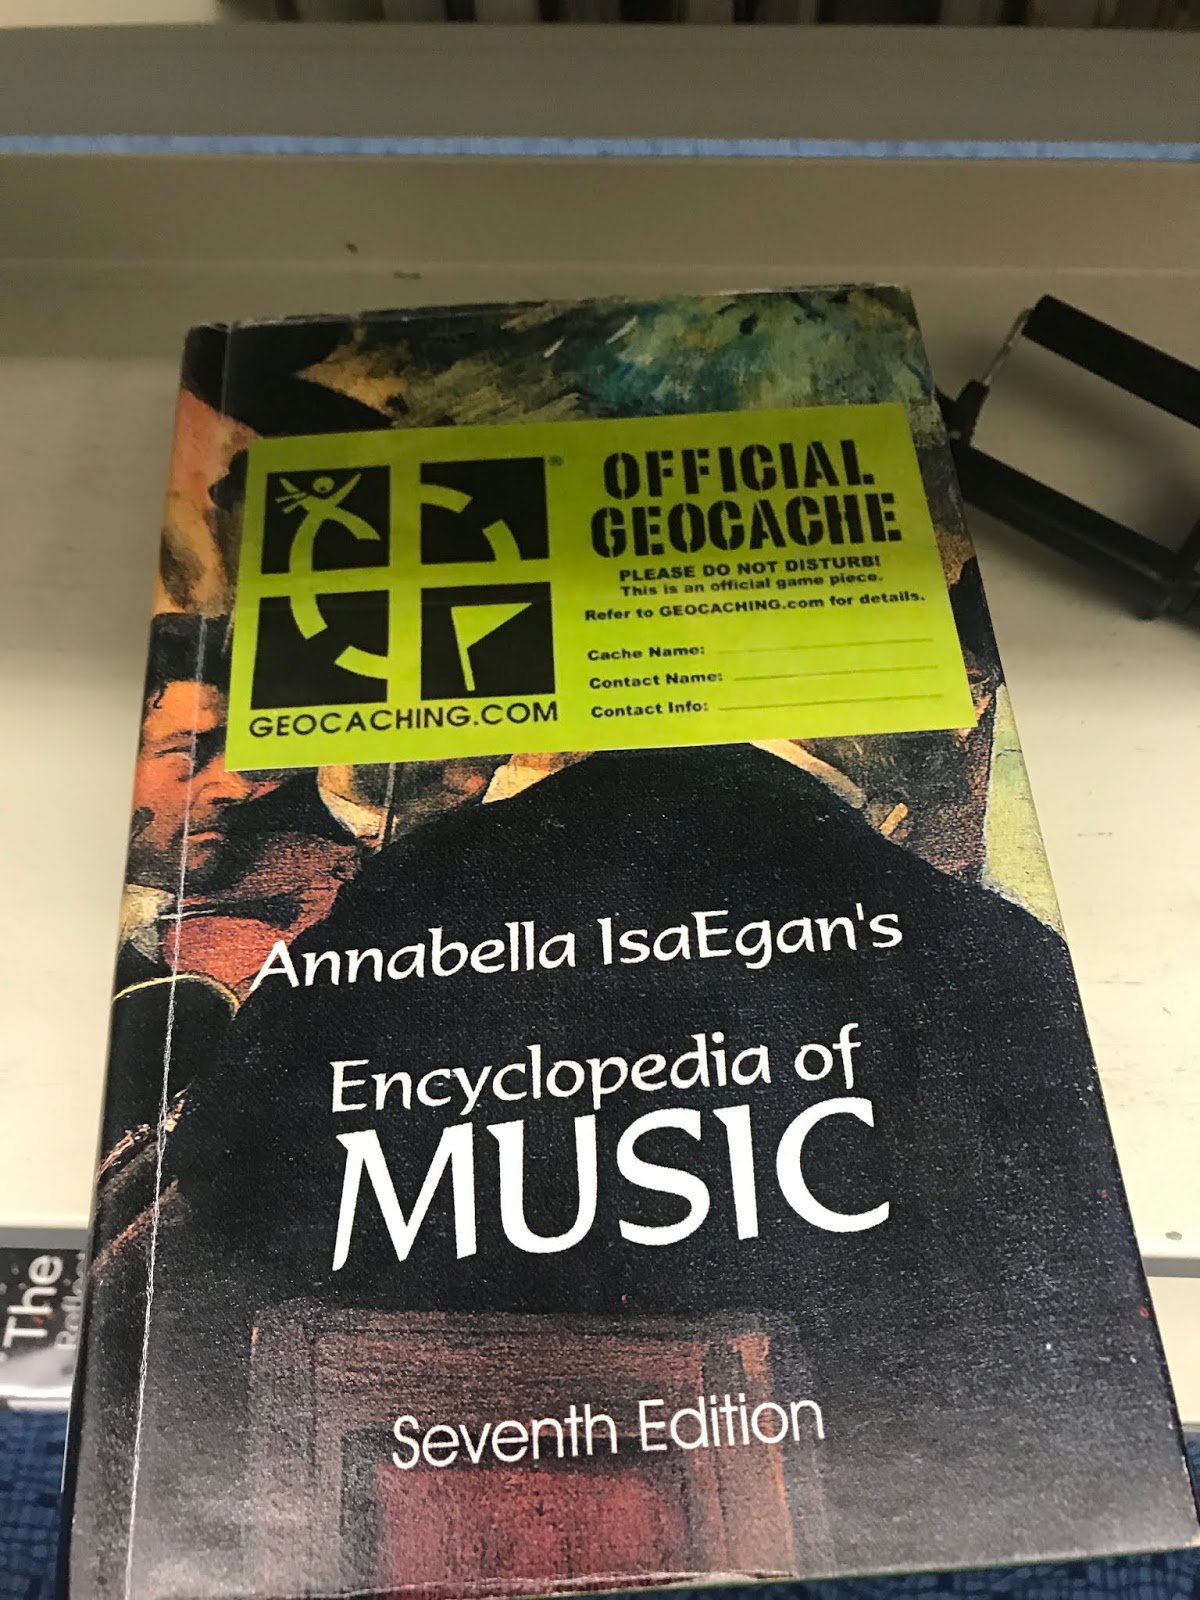 OFFICIAL
GEOCACHE
PLEASE DO NOT DISTURB!
This is an official game piece.
Refer to GEOCACHING.com for details.
Cache Name:
Contact Name:
Contact Info:
®
GEOCACHING.COM
Annabella IsaEgan's
Encyclopedia of
MUSIC
Seventh Edition
The